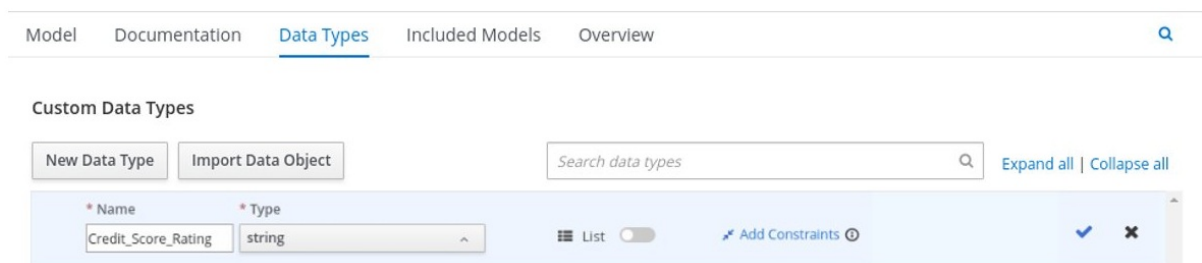 Model Documentation Data Types Included Models Overview
Custom Data Types
New Data Type Import Data Object Search data types Expand all | Collapse all
* Name * Type
Credit_Score_Rating string List Add Constraints